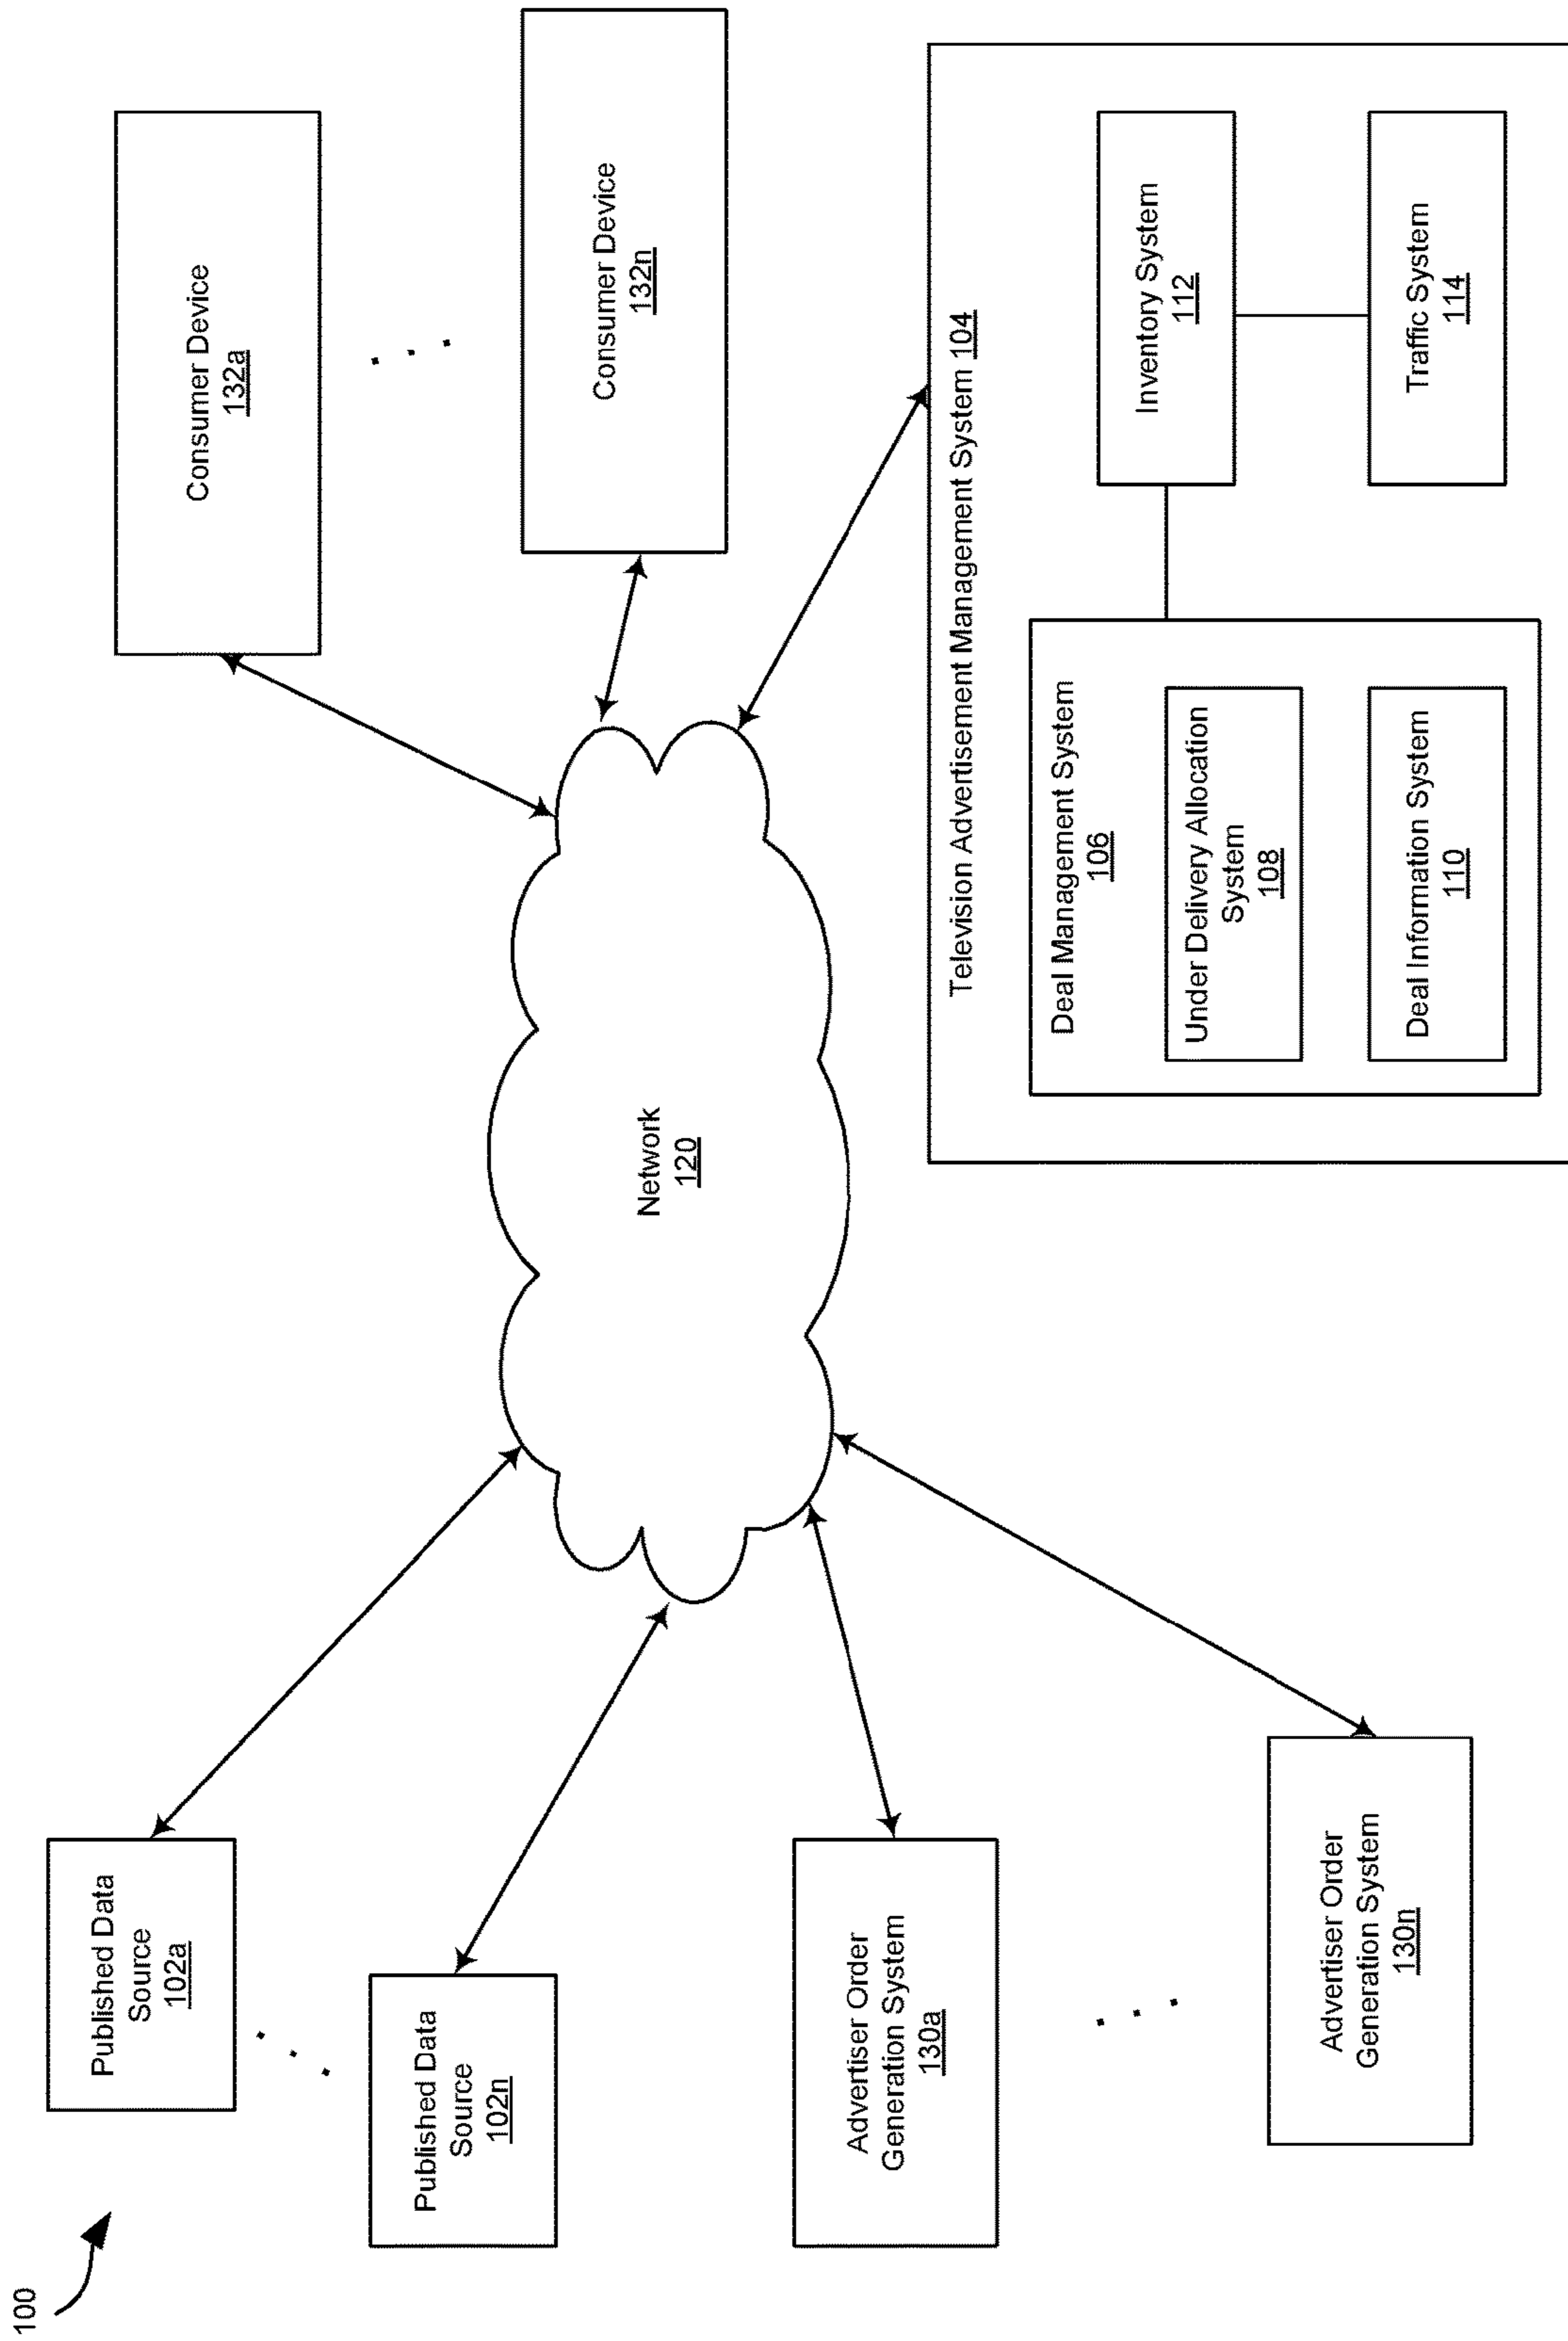 100
Published Data
Source
102a
Published Data
Source
102n
Advertiser Order
Generation System
130a
Advertiser Order
Generation System
130n
Network
120
Consumer Device
132a
Consumer Device
132n
Television Advertisement Management System 104
Deal Management System
106
Under Delivery Allocation
System
108
Deal Information System
110
Inventory System
112
Traffic System
114